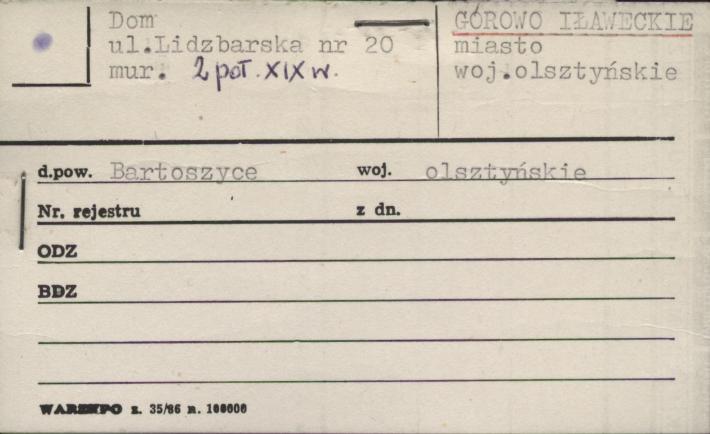 Dom
ul.Lidzbarska nr 20
mur. 2 poł. XIX w.
GÓROWO IŁAWECKIE
miasto
woj.olsztyńskie
d.pow. Bartoszyce woj. olsztyńskie
Nr. rejestru z dn.
ODZ
BDZ
WAREXPO z. 35/86 n. 100000